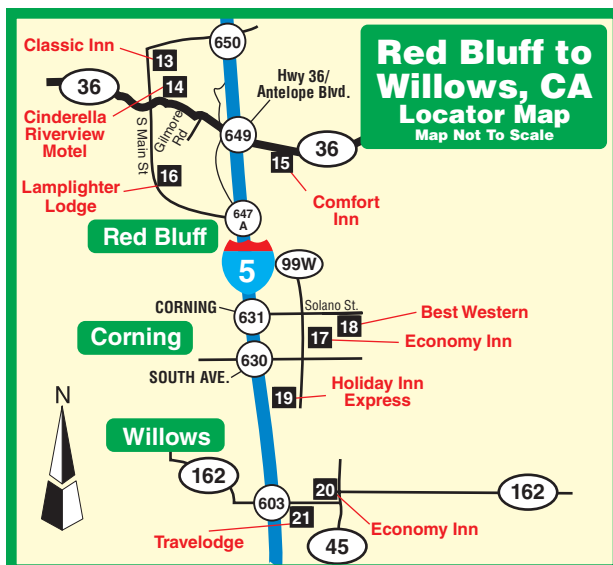 Red Bluff to
Willows, CA
Locator Map
Map Not To Scale
Classic Inn
13
650
36
14
Hwy 36/
Antelope Blvd.
Cinderella
Riverview
Motel
S Main St
Gilmore
Rd
649
36
15
16
Lamplighter
Lodge
Comfort
Inn
647
A
Red Bluff
5
99W
CORNING
631
Solano St.
18
Best Western
17
Economy Inn
Corning
630
SOUTH AVE.
19
Holiday Inn
Express
N
Willows
162
603
20
162
21
Economy Inn
Travelodge
45